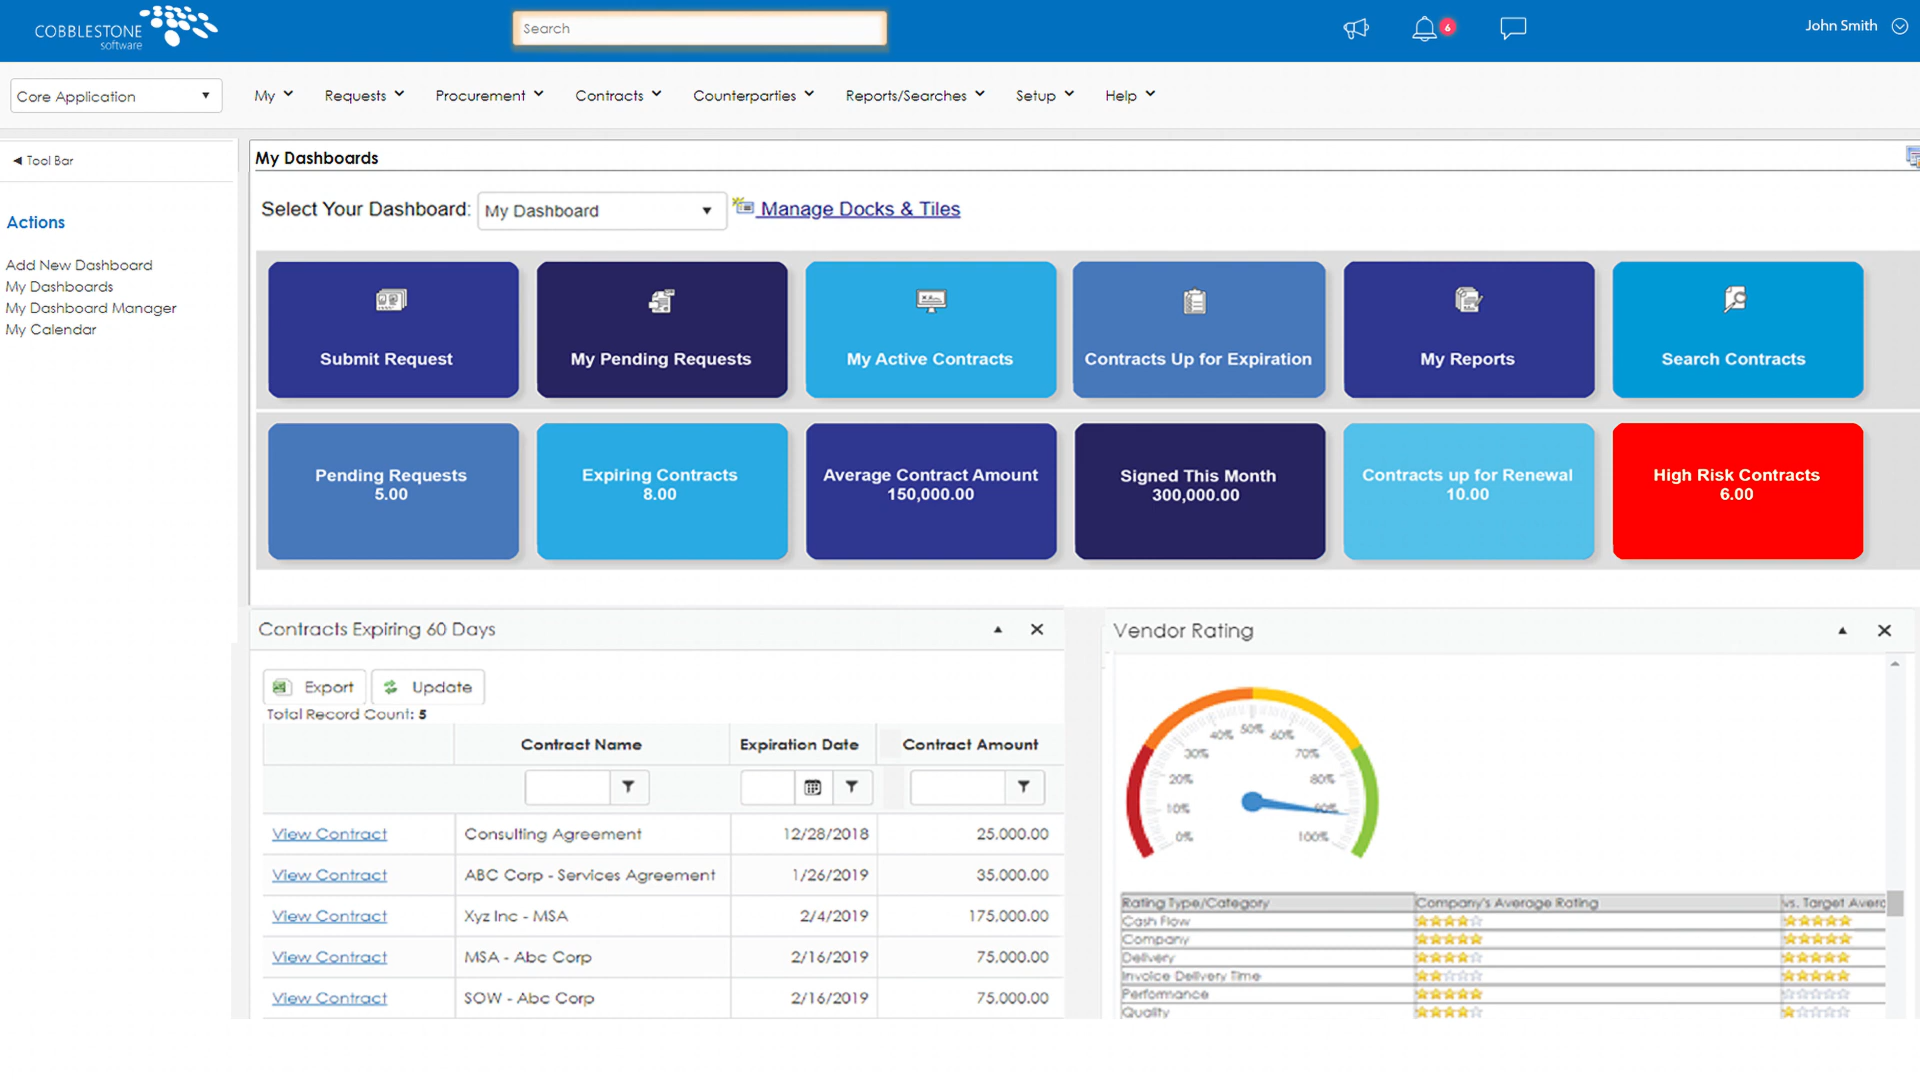 COBBLESTONE
software
Search
6
John Smith
Core Application
My
Requests
Procurement
Contracts
Counterparties
Reports/Searches
Setup
Help
Tool Bar
My Dashboards
Actions
Add New Dashboard
My Dashboards
My Dashboard Manager
My Calendar
Select Your Dashboard: My Dashboard Manage Docks & Tiles
Submit Request
My Pending Requests
My Active Contracts
Contracts Up for Expiration
My Reports
Search Contracts
Pending Requests
5.00
Expiring Contracts
8.00
Average Contract Amount
150,000.00
Signed This Month
300,000.00
Contracts up for Renewal
10.00
High Risk Contracts
6.00
Contracts Expiring 60 Days
Export Update
Total Record Count: 5
Contract Name Expiration Date Contract Amount
View Contract Consulting Agreement 12/28/2018 25,000.00
View Contract ABC Corp - Services Agreement 1/26/2019 35,000.00
View Contract Xyz Inc - MSA 2/4/2019 175,000.00
View Contract MSA - Abc Corp 2/16/2019 75,000.00
View Contract SOW - Abc Corp 2/16/2019 75,000.00
Vendor Rating
0%
10%
20%
30%
40%
50%
60%
70%
80%
90%
100%
Rating Type/Category Company's Average Rating vs. Target Averc
Cash Flow
Company
Delivery
Invoice Delivery Time
Performance
Quality